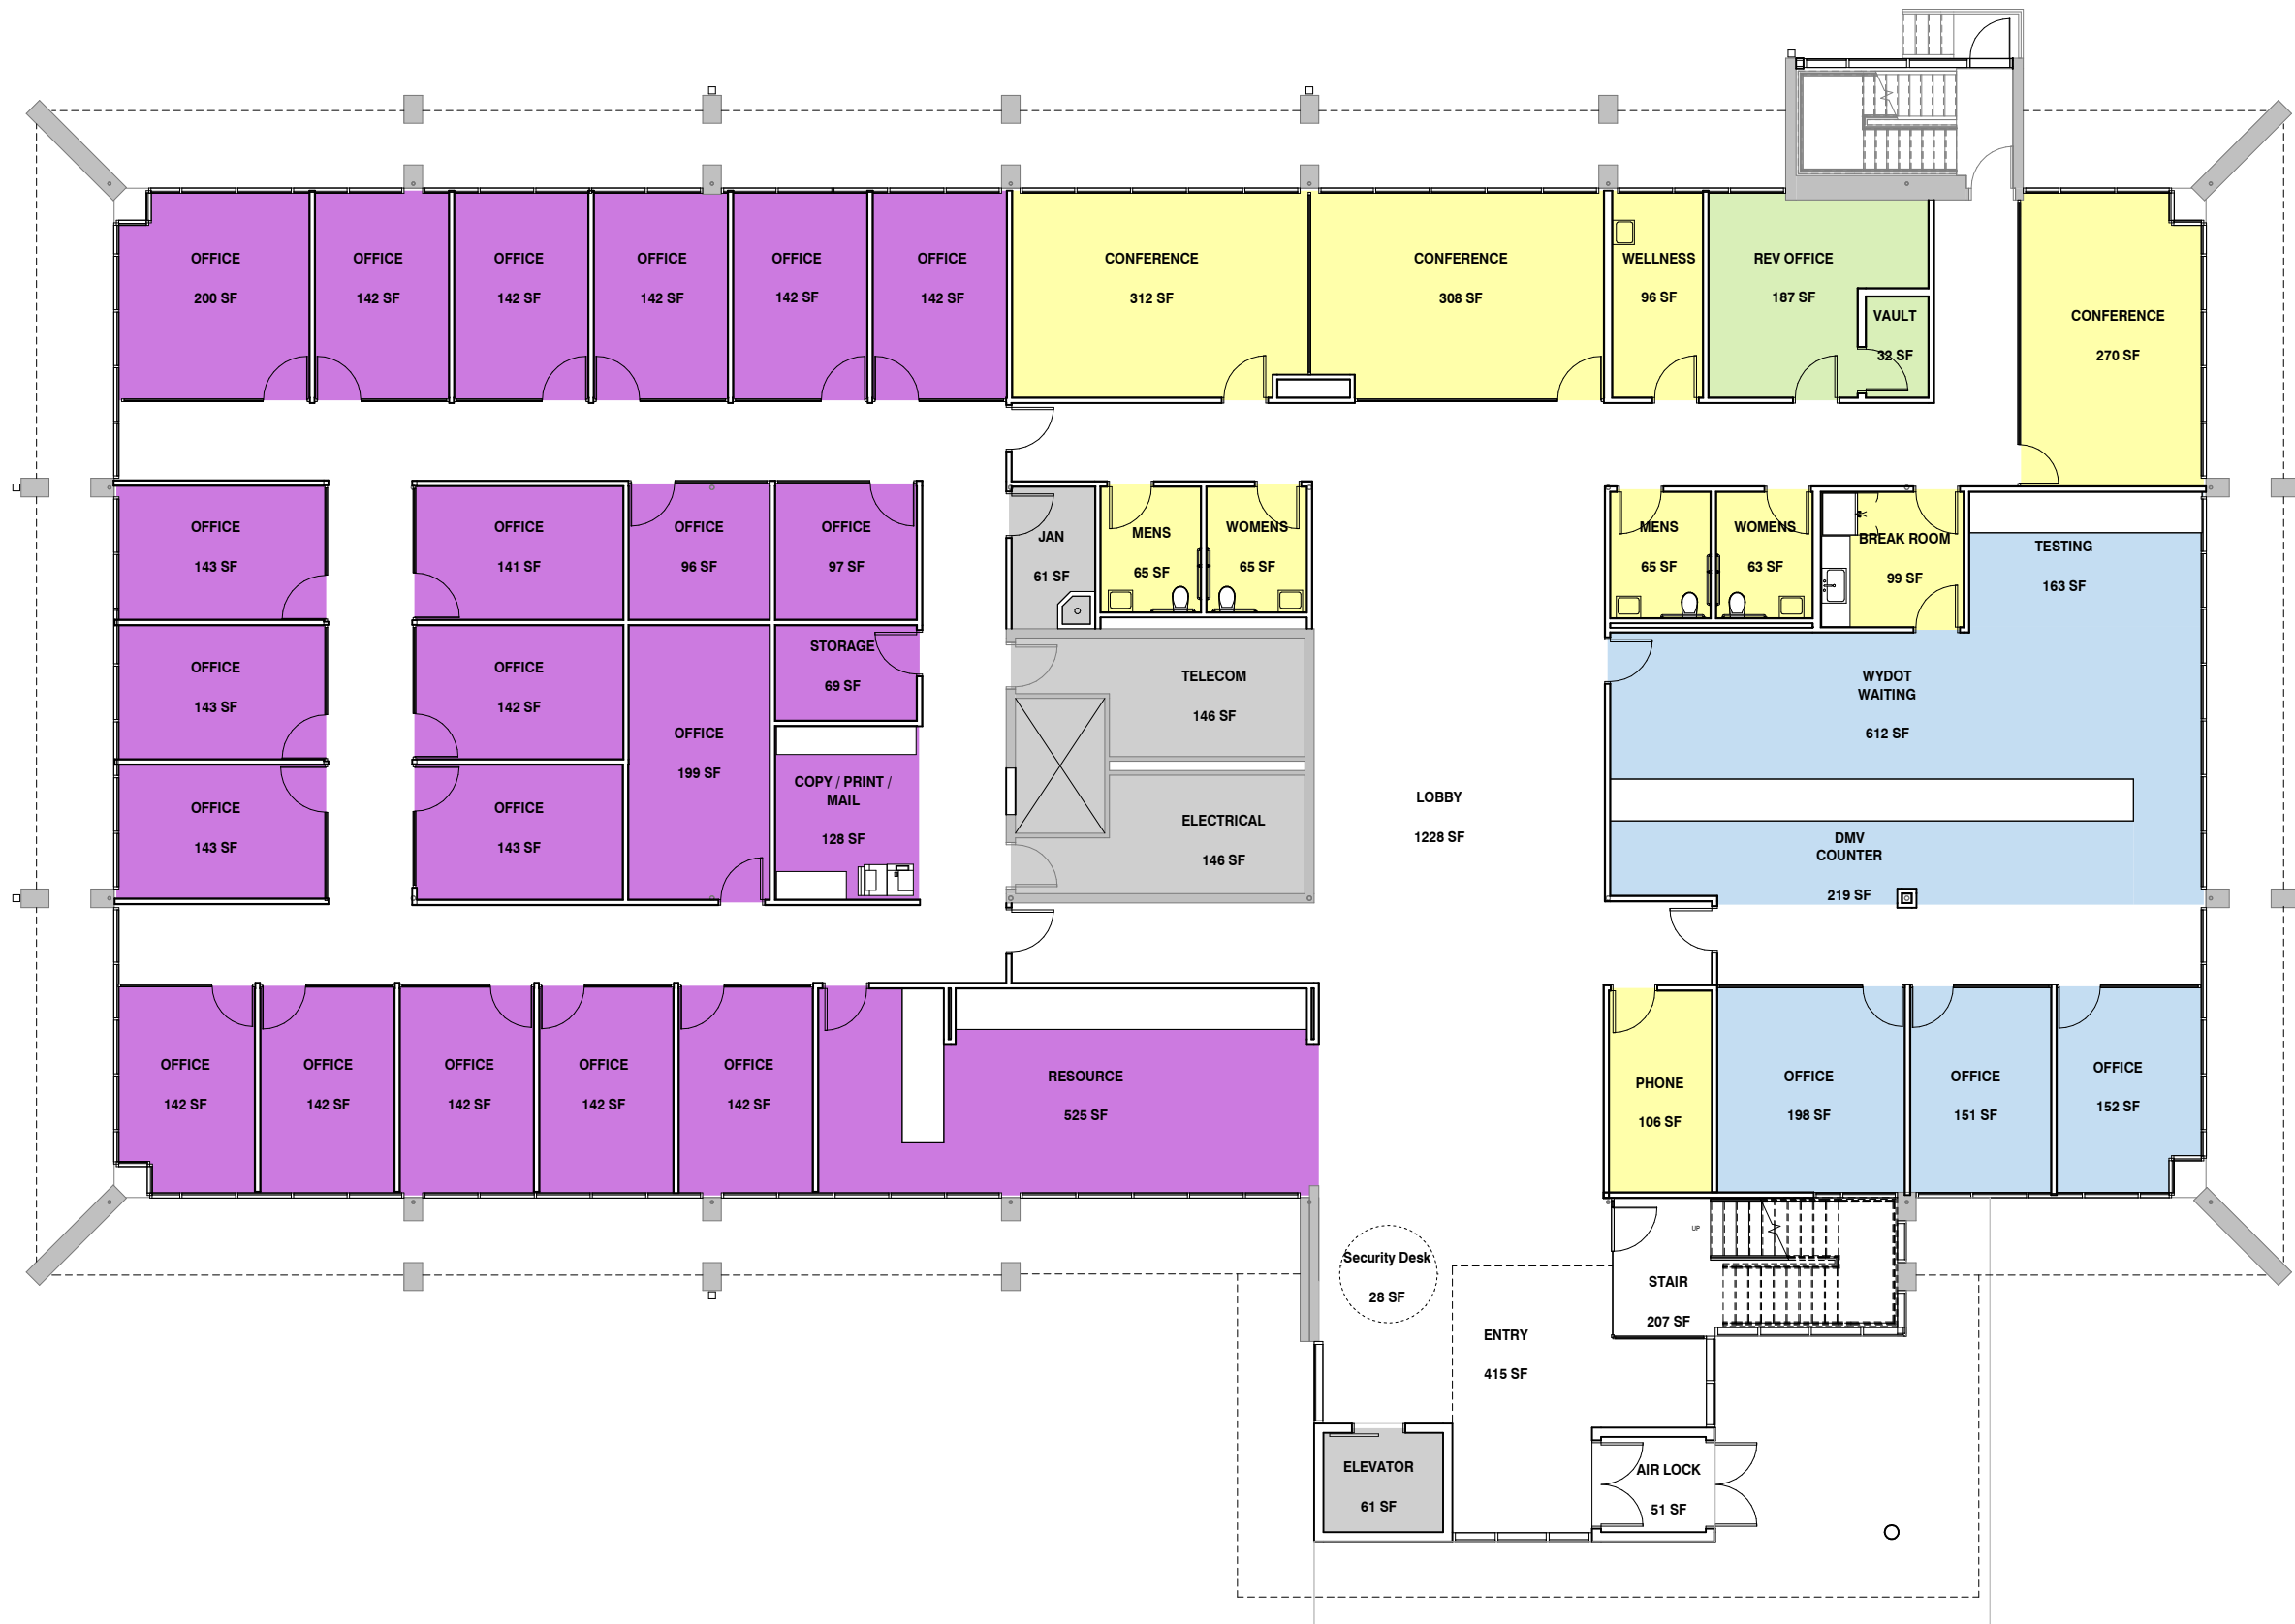 OFFICE
200 SF
OFFICE
142 SF
OFFICE
142 SF
OFFICE
142 SF
OFFICE
142 SF
OFFICE
142 SF
CONFERENCE
312 SF
CONFERENCE
308 SF
WELLNESS
96 SF
REV OFFICE
187 SF
VAULT
32 SF
CONFERENCE
270 SF
OFFICE
143 SF
OFFICE
141 SF
OFFICE
96 SF
OFFICE
97 SF
JAN
61 SF
MENS
65 SF
WOMENS
65 SF
MENS
65 SF
WOMENS
63 SF
BREAK ROOM
99 SF
TESTING
163 SF
OFFICE
143 SF
OFFICE
142 SF
OFFICE
199 SF
STORAGE
69 SF
TELECOM
146 SF
WYDOT
WAITING
612 SF
OFFICE
143 SF
OFFICE
143 SF
COPY / PRINT /
MAIL
128 SF
ELECTRICAL
146 SF
LOBBY
1228 SF
DMV
COUNTER
219 SF
OFFICE
142 SF
OFFICE
142 SF
OFFICE
142 SF
OFFICE
142 SF
OFFICE
142 SF
RESOURCE
525 SF
PHONE
106 SF
OFFICE
198 SF
OFFICE
151 SF
OFFICE
152 SF
UP
Security Desk
28 SF
STAIR
207 SF
ENTRY
415 SF
ELEVATOR
61 SF
AIR LOCK
51 SF